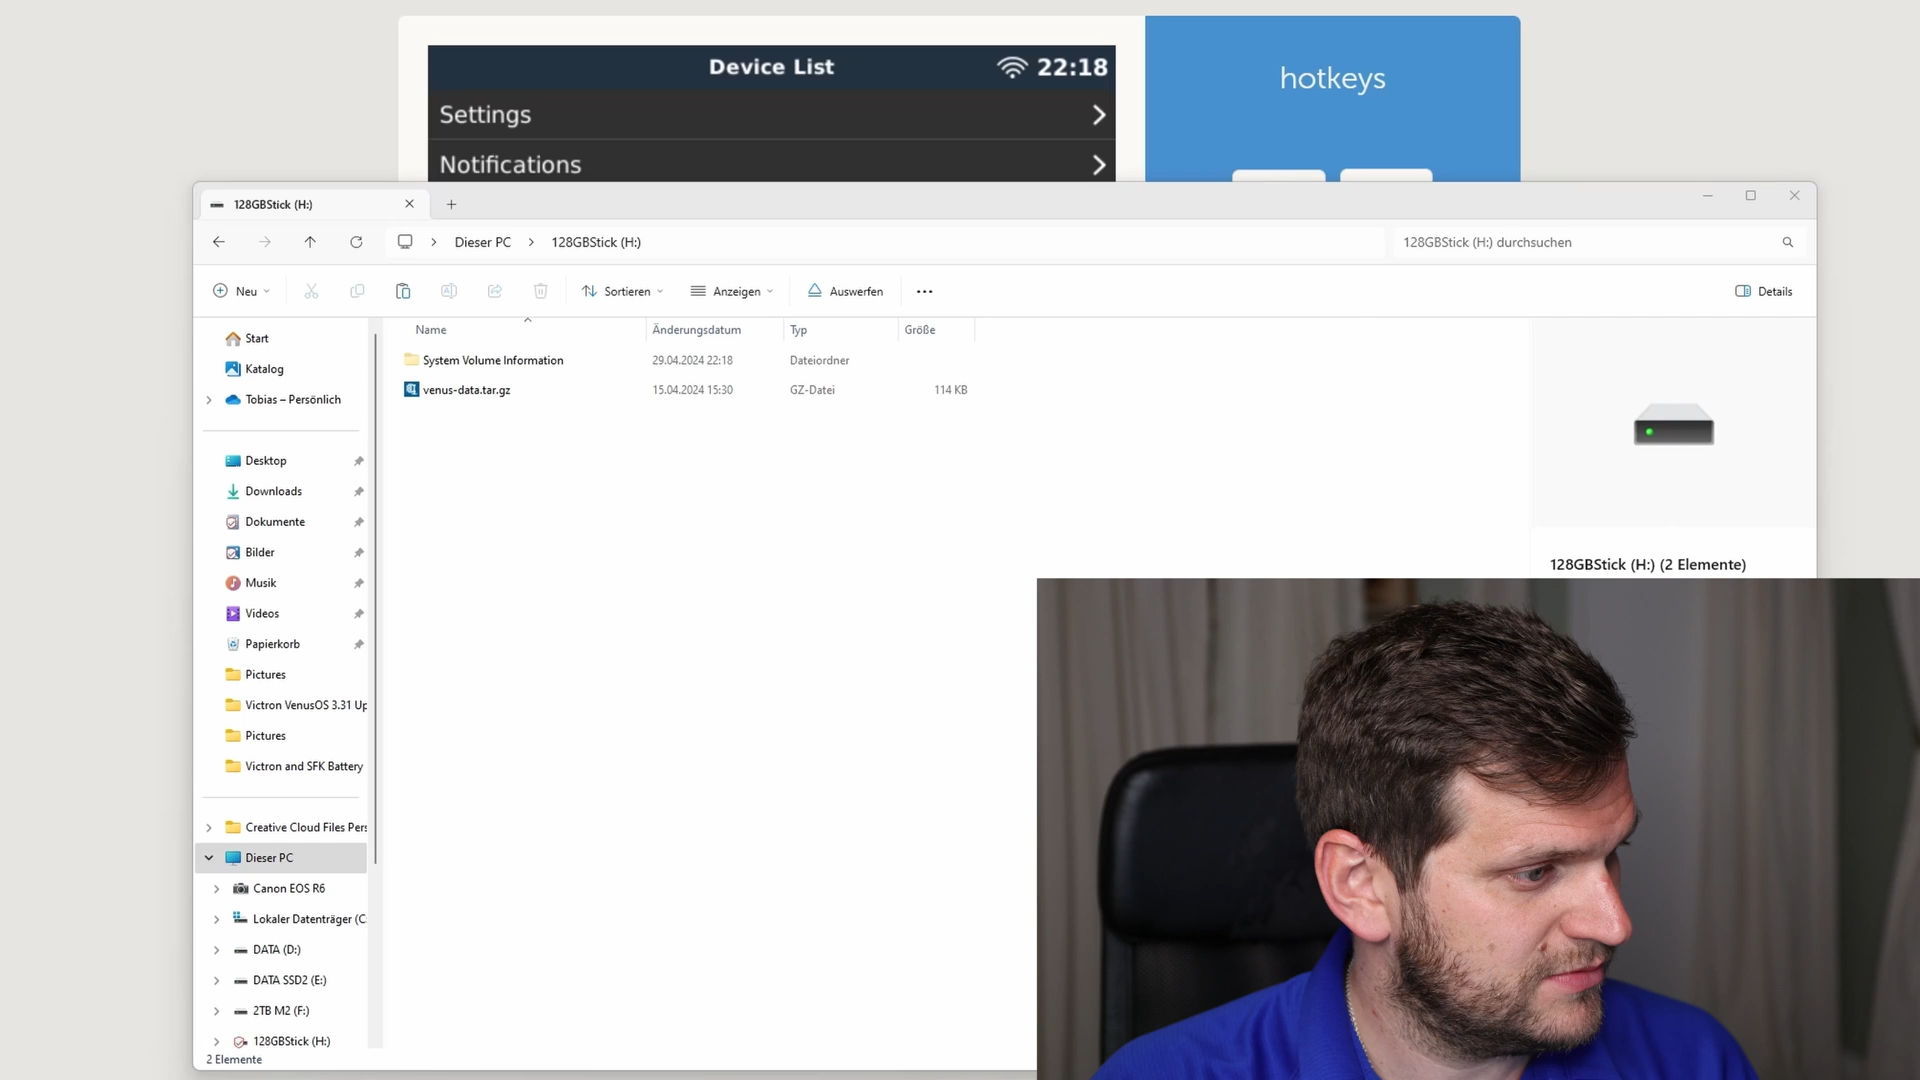 Device List
22:18
hotkeys
Settings
Notifications
128GBStick (H:)
Dieser PC
128GBStick (H:)
128GBStick (H:) durchsuchen
Neu
Sortieren
Anzeigen
Auswerfen
Details
Name
Änderungsdatum
Typ
Größe
System Volume Information
29.04.2024 22:18
Dateiordner
venus-data.tar.gz
15.04.2024 15:30
GZ-Datei
114 KB
Start
Katalog
Tobias – Persönlich
Desktop
Downloads
Dokumente
Bilder
Musik
Videos
Papierkorb
Pictures
Victron VenusOS 3.31 Up
Pictures
Victron and SFK Battery
Creative Cloud Files Pers
Dieser PC
Canon EOS R6
Lokaler Datenträger (C:
DATA (D:)
DATA SSD2 (E:)
2TB M2 (F:)
128GBStick (H:)
2 Elemente
128GBStick (H:) (2 Elemente)